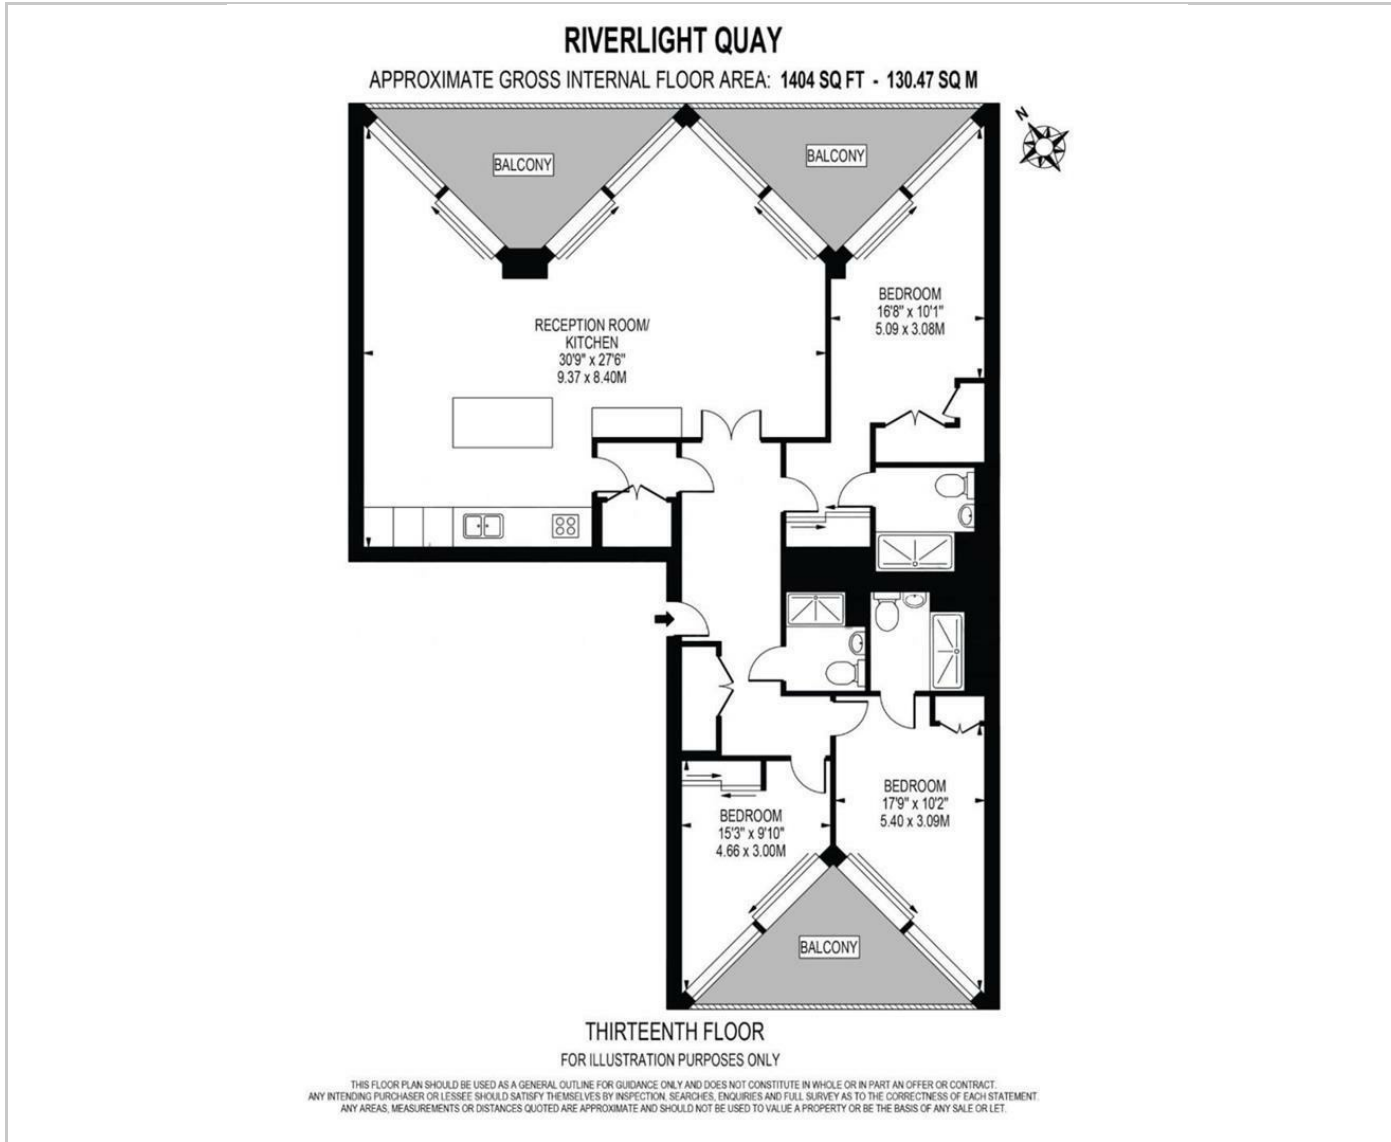 RIVERLIGHT QUAY
APPROXIMATE GROSS INTERNAL FLOOR AREA: 1404 SQ FT - 130.47 SQ M
N
BALCONY
BALCONY
BEDROOM
16'8" x 10'1"
5.09 x 3.08M
RECEPTION ROOM/
KITCHEN
30'9" x 27'6"
9.37 x 8.40M
BEDROOM
17'9" x 10'2"
5.40 x 3.09M
BEDROOM
15'3" x 9'10"
4.66 x 3.00M
BALCONY
THIRTEENTH FLOOR
FOR ILLUSTRATION PURPOSES ONLY
THIS FLOOR PLAN SHOULD BE USED AS A GENERAL OUTLINE FOR GUIDANCE ONLY AND DOES NOT CONSTITUTE IN WHOLE OR IN PART AN OFFER OR CONTRACT.
ANY INTENDING PURCHASER OR LESSEE SHOULD SATISFY THEMSELVES BY INSPECTION, SEARCHES, ENQUIRIES AND FULL SURVEY AS TO THE CORRECTNESS OF EACH STATEMENT.
ANY AREAS, MEASUREMENTS OR DISTANCES QUOTED ARE APPROXIMATE AND SHOULD NOT BE USED TO VALUE A PROPERTY OR BE THE BASIS OF ANY SALE OR LET.